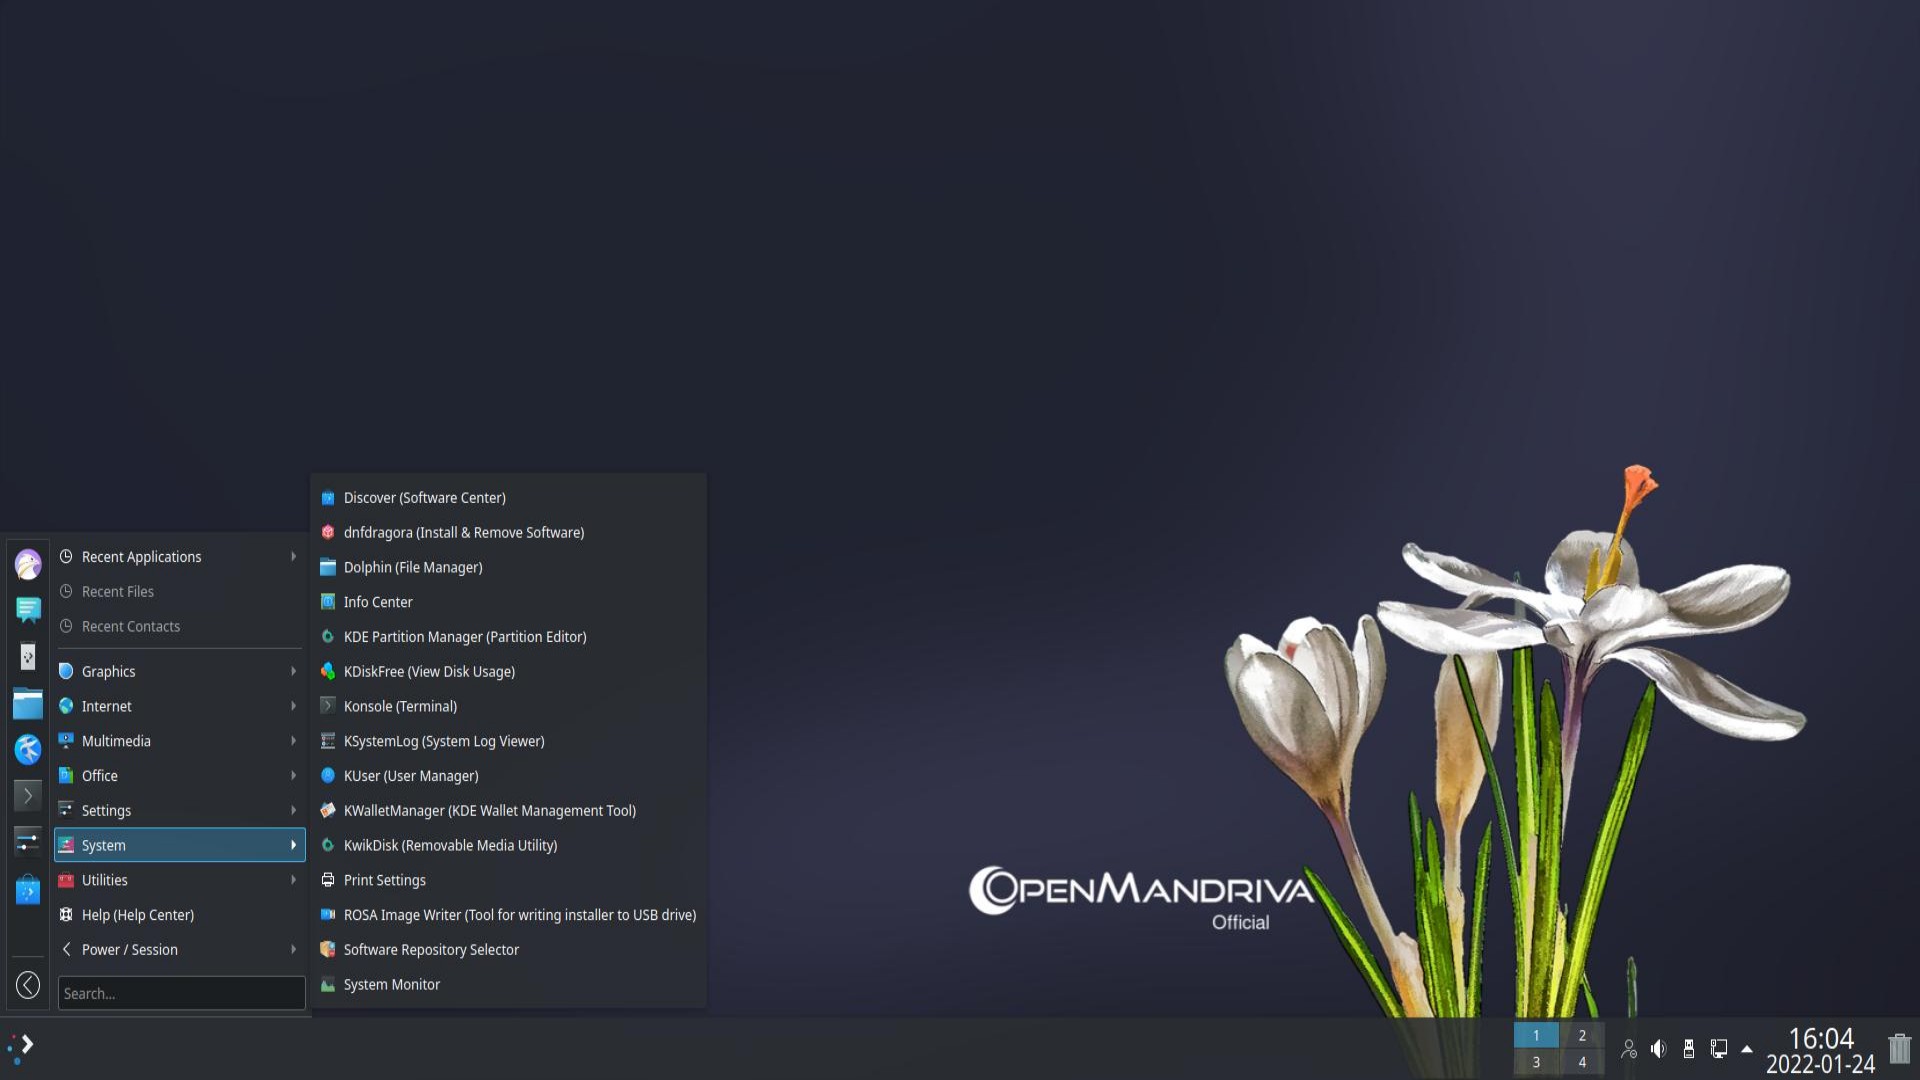 Discover (Software Center)
dnfdragora (Install & Remove Software)
Dolphin (File Manager)
Info Center
KDE Partition Manager (Partition Editor)
KDiskFree (View Disk Usage)
Konsole (Terminal)
KSystemLog (System Log Viewer)
KUser (User Manager)
KWalletManager (KDE Wallet Management Tool)
KwikDisk (Removable Media Utility)
Print Settings
ROSA Image Writer (Tool for writing installer to USB drive)
Software Repository Selector
System Monitor
Recent Applications
Recent Files
Recent Contacts
Graphics
Internet
Multimedia
Office
Settings
System
Utilities
Help (Help Center)
Power / Session
Search...
OPENMANDRIVA
Official
1 2
3 4
16:04
2022-01-24